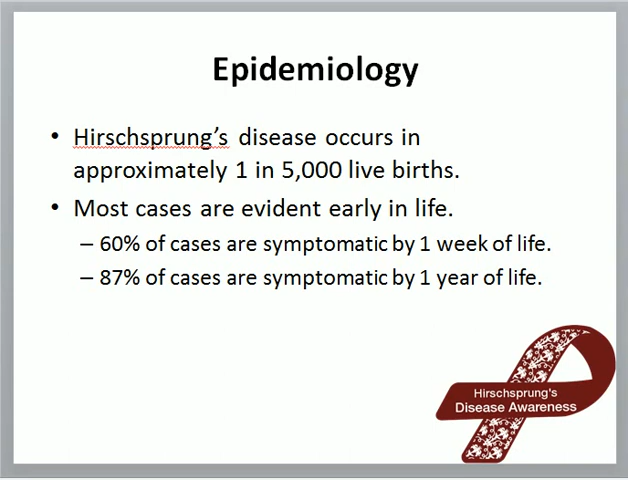 Epidemiology
• Hirschsprung's disease occurs in
approximately 1 in 5,000 live births.
• Most cases are evident early in life.
– 60% of cases are symptomatic by 1 week of life.
– 87% of cases are symptomatic by 1 year of life.
Hirschsprung's
Disease Awareness